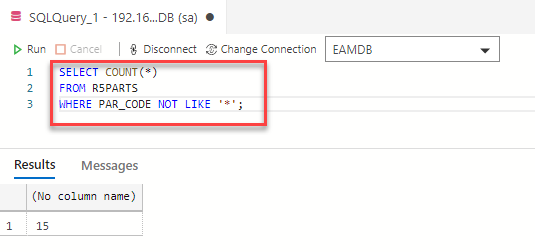 SQLQuery_1 - 192.16...DB (sa)
Run Cancel Disconnect Change Connection EAMDB
1 SELECT COUNT(*)
2 FROM R5PARTS
3 WHERE PAR_CODE NOT LIKE '*';
Results Messages
(No column name)
1 15